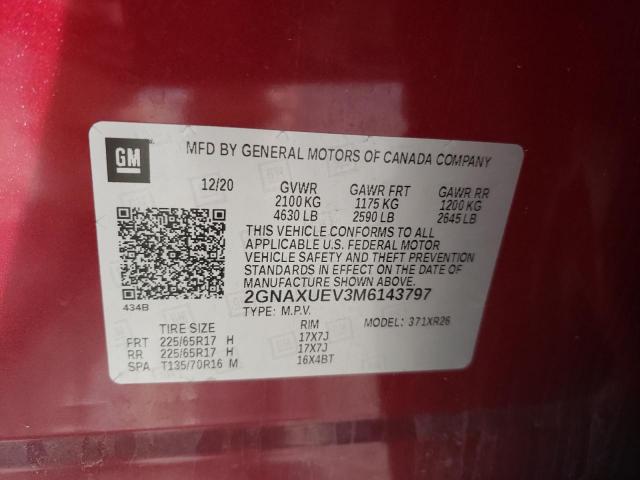 GM
MFD BY GENERAL MOTORS OF CANADA COMPANY
12/20 GVWR GAWR FRT GAWR RR
2100 KG 1175 KG 1200 KG
4630 LB 2590 LB 2645 LB
THIS VEHICLE CONFORMS TO ALL
APPLICABLE U.S. FEDERAL MOTOR
VEHICLE SAFETY AND THEFT PREVENTION
STANDARDS IN EFFECT ON THE DATE OF
MANUFACTURE SHOWN ABOVE.
2GNAXUEV3M6143797
434B TYPE: M.P.V. MODEL: 371XR26
TIRE SIZE RIM
FRT 225/65R17 H 17X7J
RR 225/65R17 H 17X7J
SPA T135/70R16 M 16X4BT